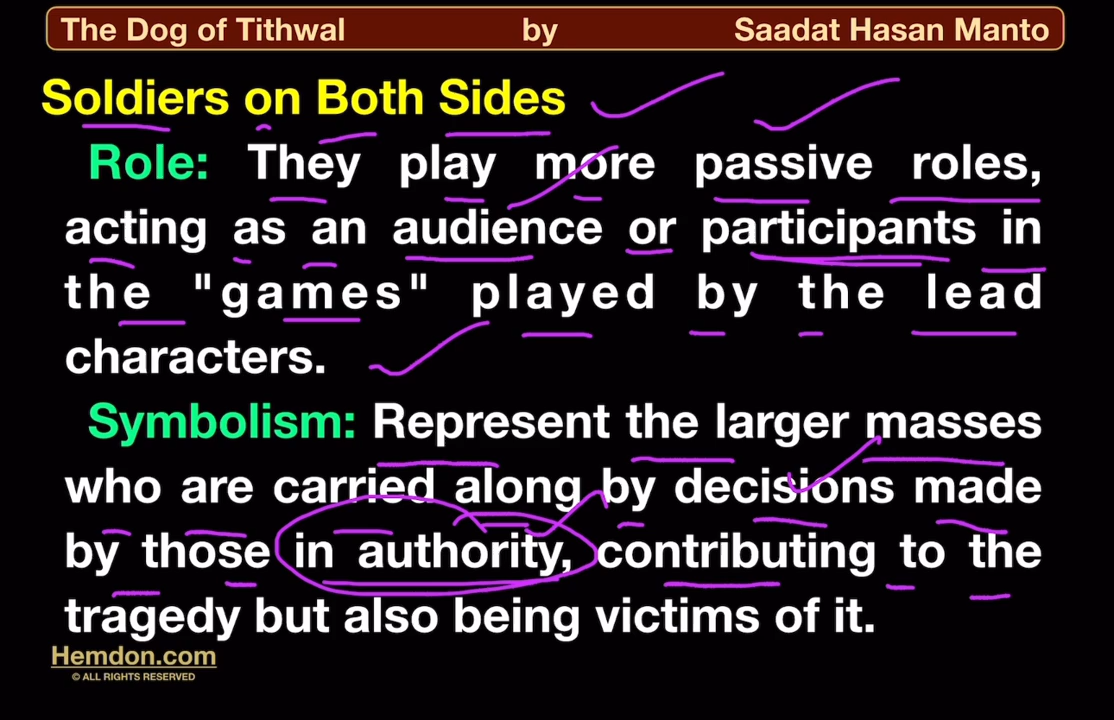 The Dog of Tithwal by Saadat Hasan Manto
Soldiers on Both Sides
Role: They play more passive roles,
acting as an audience or participants in
the "games" played by the lead
characters.
Symbolism: Represent the larger masses
who are carried along by decisions made
by those in authority, contributing to the
tragedy but also being victims of it.
Hemdon.com
© ALL RIGHTS RESERVED